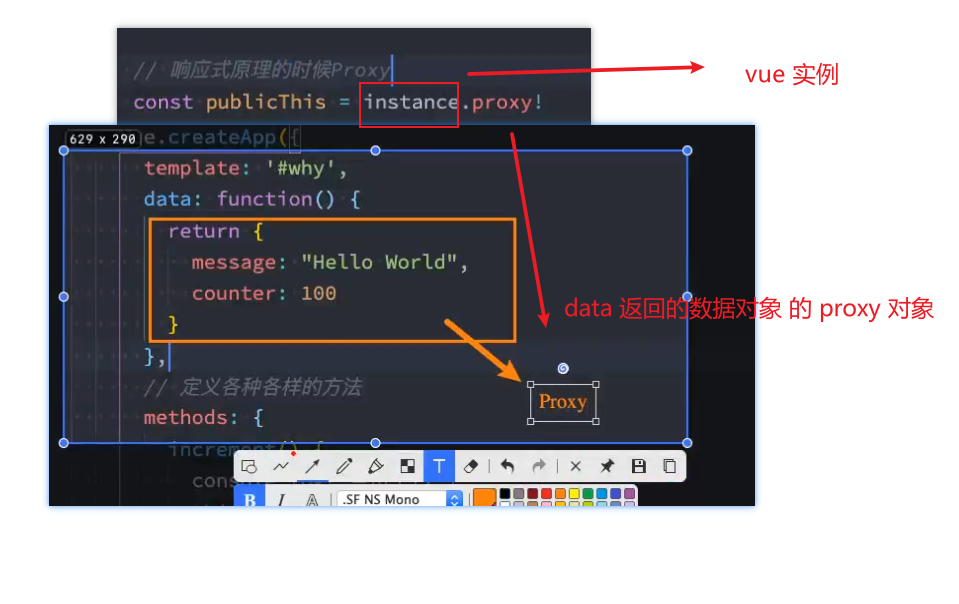 // 响应式原理的时候Proxy
vue 实例
const publicThis = instance.proxy!
629 x 290
e.createApp({
template: '#why',
data: function() {
return {
message: "Hello World",
counter: 100
data 返回的数据对象 的 proxy 对象
}
},
// 定义各种各样的方法
Proxy
methods: {
increment() {
cons
T
B I A .SF NS Mono